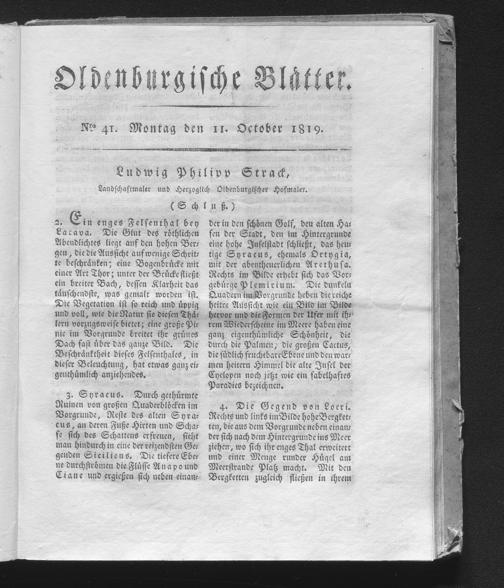 Oldenburgische Blätter.
Nro 41. Montag den 11. October 1819.
Ludwig Philipp Strack,
Landschaftmaler und Herzoglich Oldenburgischer Hofmaler.
(Schluß.)
2. Ein enges Felsenthal bey
Lacava. Die Glut des röthlichen
Abendlichtes liegt auf den hohen Ber-
gen, die die Aussicht auf wenige Schrit-
te beschränken; eine Bogenbrücke mit
einer Art Thor; unter der Brücke fließt
ein breiter Bach, dessen Klarheit das
täuschendste, was gemalt worden ist.
Die Vegetation ist so reich und üppig
und voll, wie die Natur sie diesen Thä-
lern vorzugsweise bietet; eine große Pi-
nie im Vorgrunde breitet ihr grünes
Dach fast über das ganze Bild. Die
Beschränktheit dieses Felsenthales, in
dieser Beleuchtung, hat etwas ganz ei-
genthümlich anziehendes.
3. Syracus. Durch gethürmte
Ruinen von großen Quaderblöcken im
Vorgrunde, Reste des alten Syra-
cus, an deren Fuße Hirten und Scha-
fe sich des Schattens erfreuen, sieht
man hindurch in eine der reizendsten Ge-
genden Siciliens. Die tiefere Ebe-
ne durchströmen die Flüsse Anapo und
Ciane und ergießen sich neben einan-
der in den schönen Golf, den alten Ha-
fen der Stadt, den im Hintergrunde
eine hohe Inselstadt schließt, das heu-
tige Syracus, ehemals Ortygia,
mit der abentheuerlichen Arethusa.
Rechts im Bilde erhebt sich das Vor-
gebürge Plemirium. Die dunkeln
Quadern im Vorgrunde heben die reiche
heitre Aussicht wie ein Bild im Bilde
hervor und die Formen der Ufer mit ih-
rem Wiederscheine im Meere haben eine
ganz eigenthümliche Schönheit, die
durch die Palmen, die großen Cactus,
die südlich fruchtbare Ebene und den war-
men heitern Himmel die alte Insel der
Cyclopen noch jetzt wie ein fabelhaftes
Paradies bezeichnen.
4. Die Gegend von Locri.
Rechts und links im Bilde hohe Bergket-
ten, die aus dem Vorgrunde neben einan-
der sich nach dem Hintergrunde ins Meer
ziehen, wo sich ihr enges Thal erweitert
und einer Menge runder Hügel am
Meerstrande Platz macht. Mit den
Bergketten zugleich fließen in ihrem